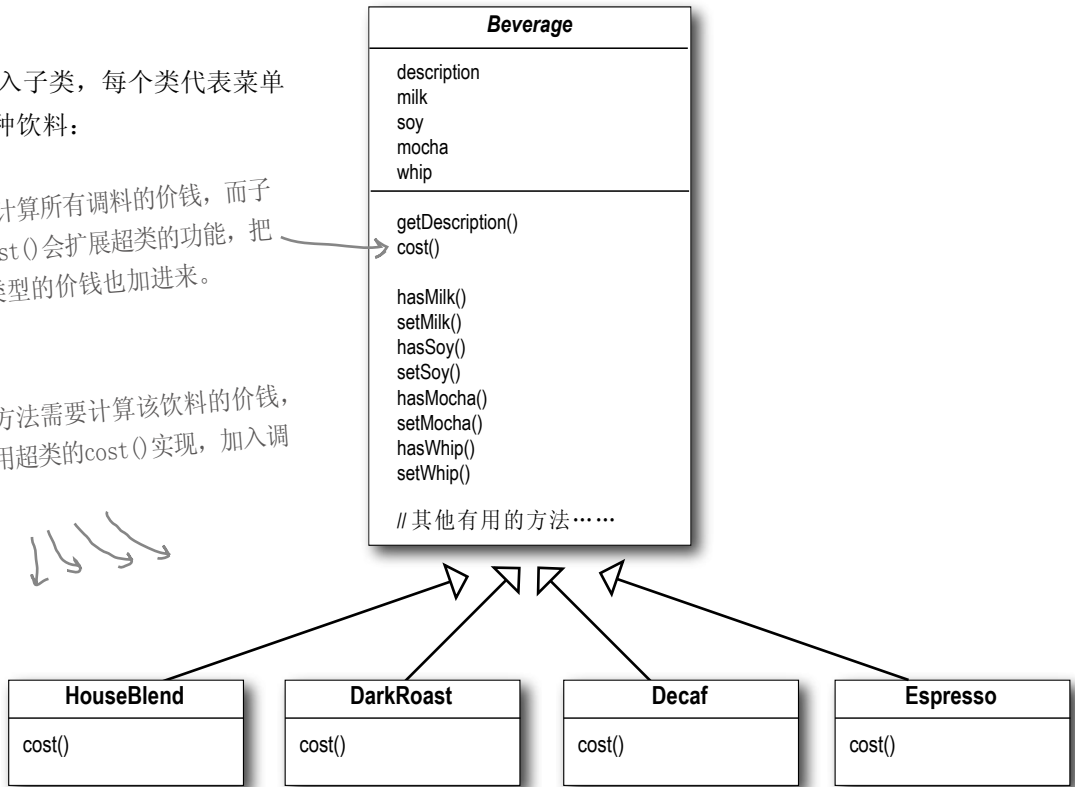 入子类，每个类代表菜单
种饮料：
计算所有调料的价钱，而子
st()会扩展超类的功能，把
类型的价钱也加进来。
方法需要计算该饮料的价钱，
用超类的cost()实现，加入调
Beverage
description
milk
soy
mocha
whip
getDescription()
cost()
hasMilk()
setMilk()
hasSoy()
setSoy()
hasMocha()
setMocha()
hasWhip()
setWhip()
//其他有用的方法……
HouseBlend
cost()
DarkRoast
cost()
Decaf
cost()
Espresso
cost()